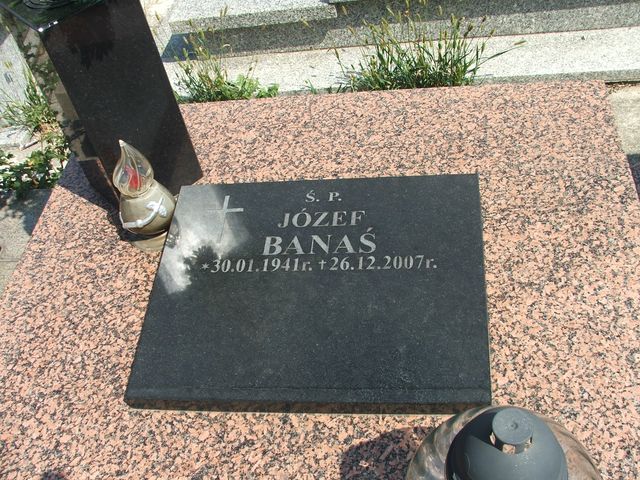 Ś. P.
JÓZEF
BANAŚ
*30.01.1941r. †26.12.2007r.